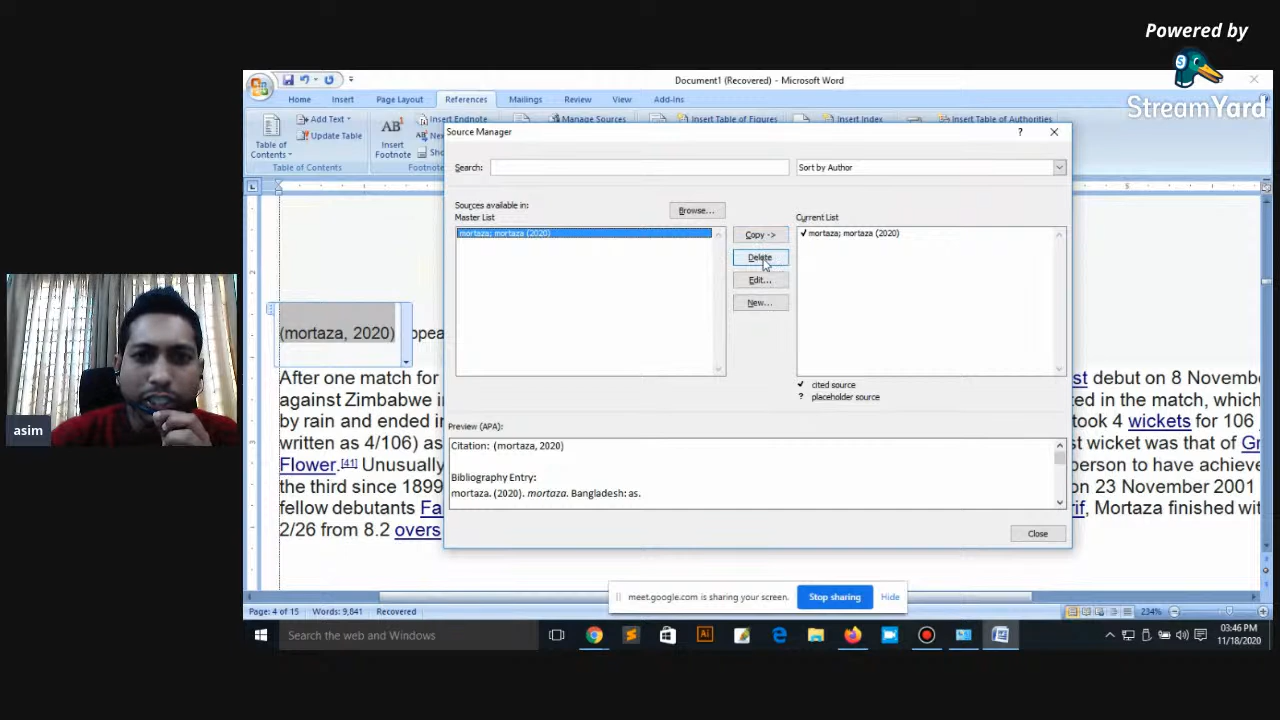 Powered by
StreamYard
Document1 (Recovered) - Microsoft Word
Home Insert Page Layout References Mailings Review View Add-Ins
Add Text
Update Table
Table of
Contents
Table of Contents
AB
Insert
Footnote
Insert Endnote
Footnote
Manage Sources
Insert Table of Figures
Insert Index
Insert Table of Authorities
Source Manager
?
Search:
Sort by Author
Sources available in:
Master List
Browse...
Current List
mortaza; mortaza (2020)
Copy ->
Delete
Edit...
New...
mortaza; mortaza (2020)
cited source
? placeholder source
Preview (APA):
Citation: (mortaza, 2020)
Bibliography Entry:
mortaza. (2020). mortaza. Bangladesh: as.
Close
(mortaza, 2020)
After one match for
debut on 8 Novembe
against Zimbabwe
ed in the match, which
by rain and ended in
took 4 wickets for 106
written as 4/106) as
st wicket was that of
Flower.[41] Unusually
person to have achieve
the third since 1899
on 23 November 2001
fellow debutants
Mortaza finished
2/26 from 8.2 overs
asim
meet.google.com is sharing your screen. Stop sharing Hide
Page: 4 of 15 Words: 9,841 Recovered
234%
Search the web and Windows
03:46 PM
11/18/2020